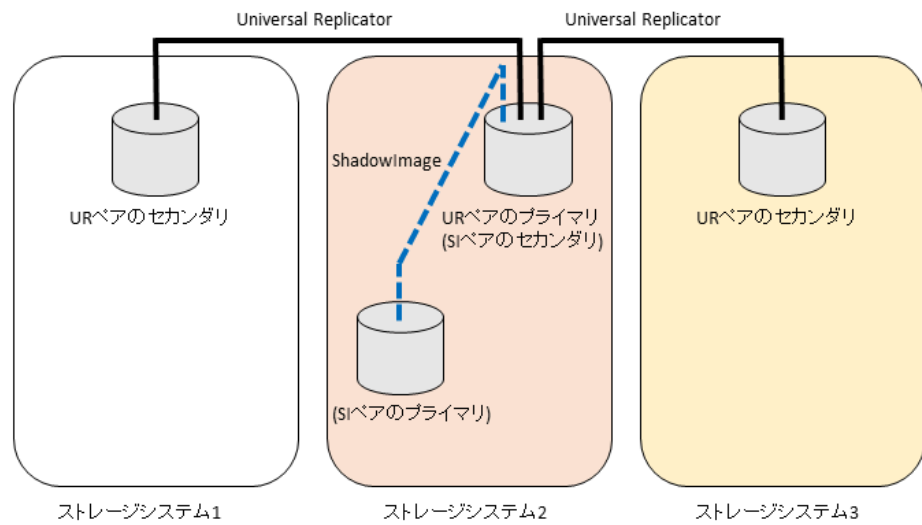 Universal Replicator
Universal Replicator
ShadowImage
URペアのセカンダリ
URペアのプライマリ
(SIペアのセカンダリ)
URペアのセカンダリ
(SIペアのプライマリ)
ストレージシステム1
ストレージシステム2
ストレージシステム3